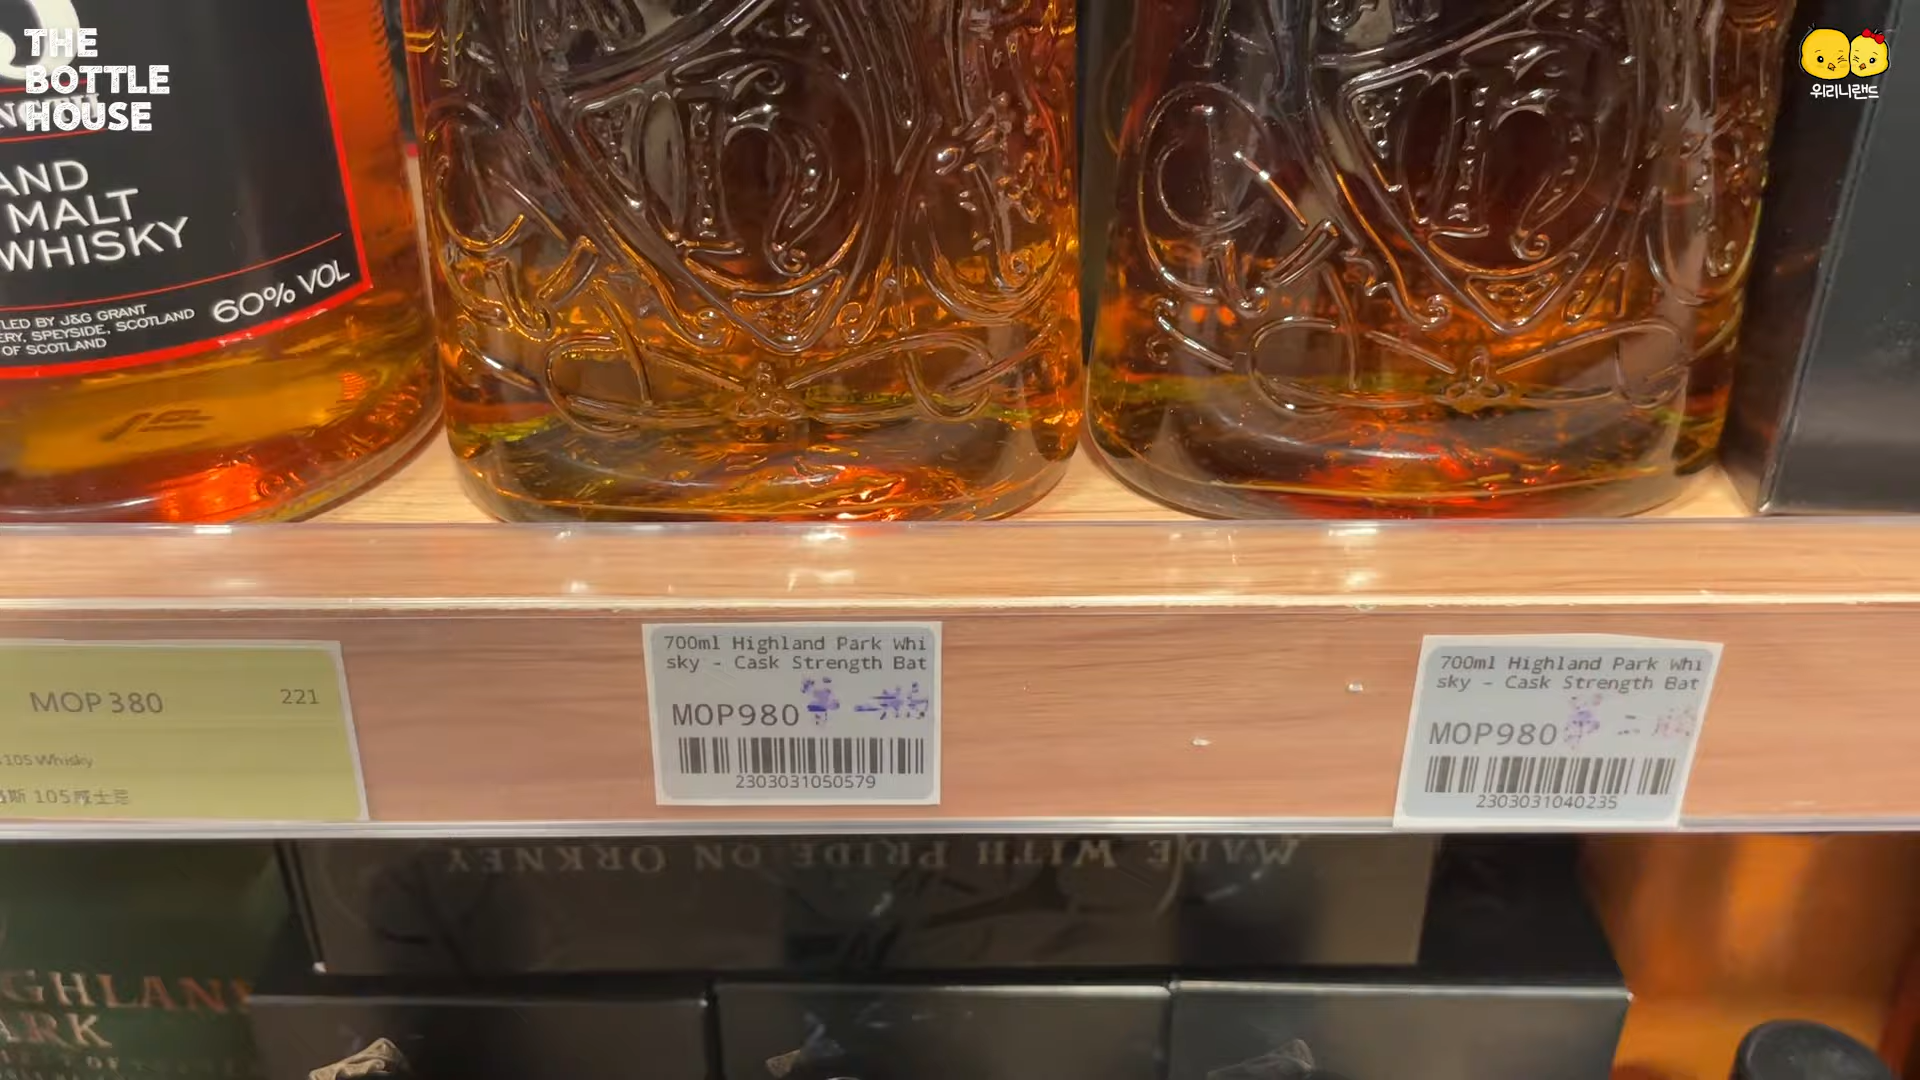 THE
BOTTLE
HOUSE
위리니랜드
AND
MALT
WHISKY
60% VOL
LED BY J&G GRANT
ERY, SPEYSIDE, SCOTLAND
OF SCOTLAND
MOP 380
221
105 Whisky
斯 105威士忌
700ml Highland Park Whi
sky - Cask Strength Bat
MOP980
2303031050579
700ml Highland Park Whi
sky - Cask Strength Bat
MOP980
2303031040235
MADE WITH PRIDE ON ORKNEY
GHLAN
ARK